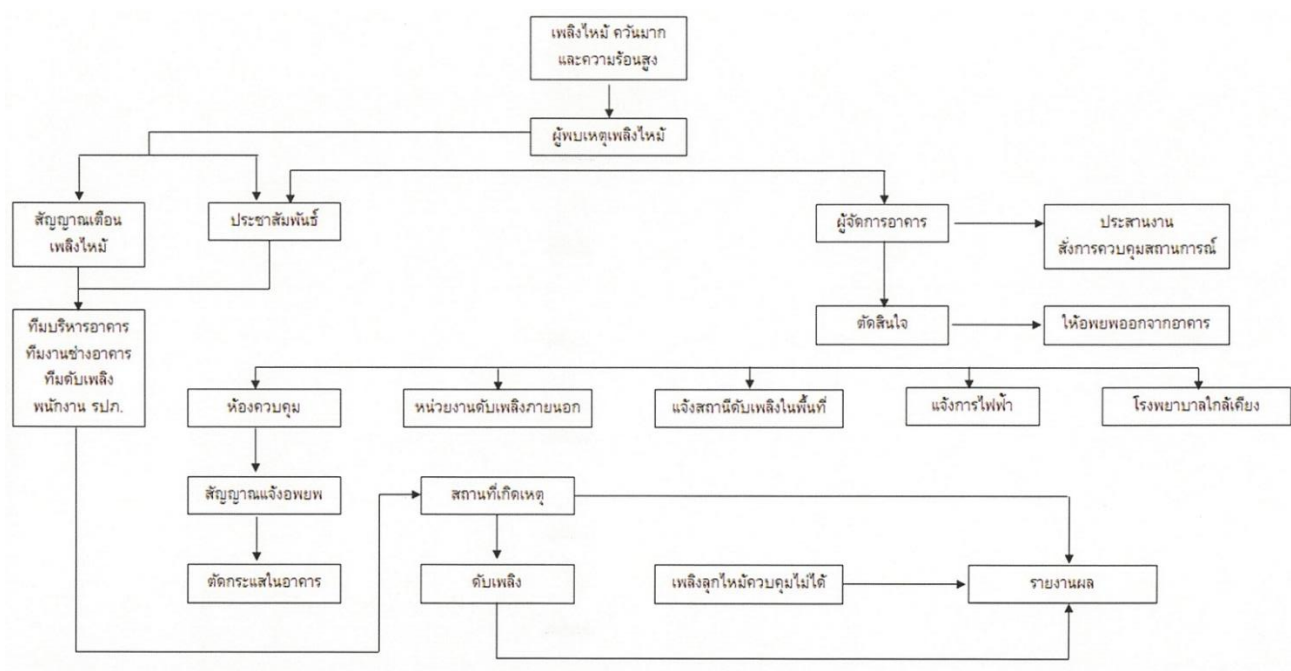 เพลิงไหม้ ควันมาก
และความร้อนสูง
ผู้พบเหตุเพลิงไหม้
สัญญาณเตือน
เพลิงไหม้
ประชาสัมพันธ์
ผู้จัดการอาคาร
ประสานงาน
สั่งการควบคุมสถานการณ์
ทีมบริหารอาคาร
ทีมงานช่างอาคาร
ทีมดับเพลิง
พนักงาน รปภ.
ตัดสินใจ
ให้อพยพออกจากอาคาร
ห้องควบคุม
หน่วยงานดับเพลิงภายนอก
แจ้งสถานีดับเพลิงในพื้นที่
แจ้งการไฟฟ้า
โรงพยาบาลใกล้เคียง
สัญญาณแจ้งอพยพ
สถานที่เกิดเหตุ
ตัดกระแสในอาคาร
ดับเพลิง
เพลิงลุกไหม้ควบคุมไม่ได้
รายงานผล